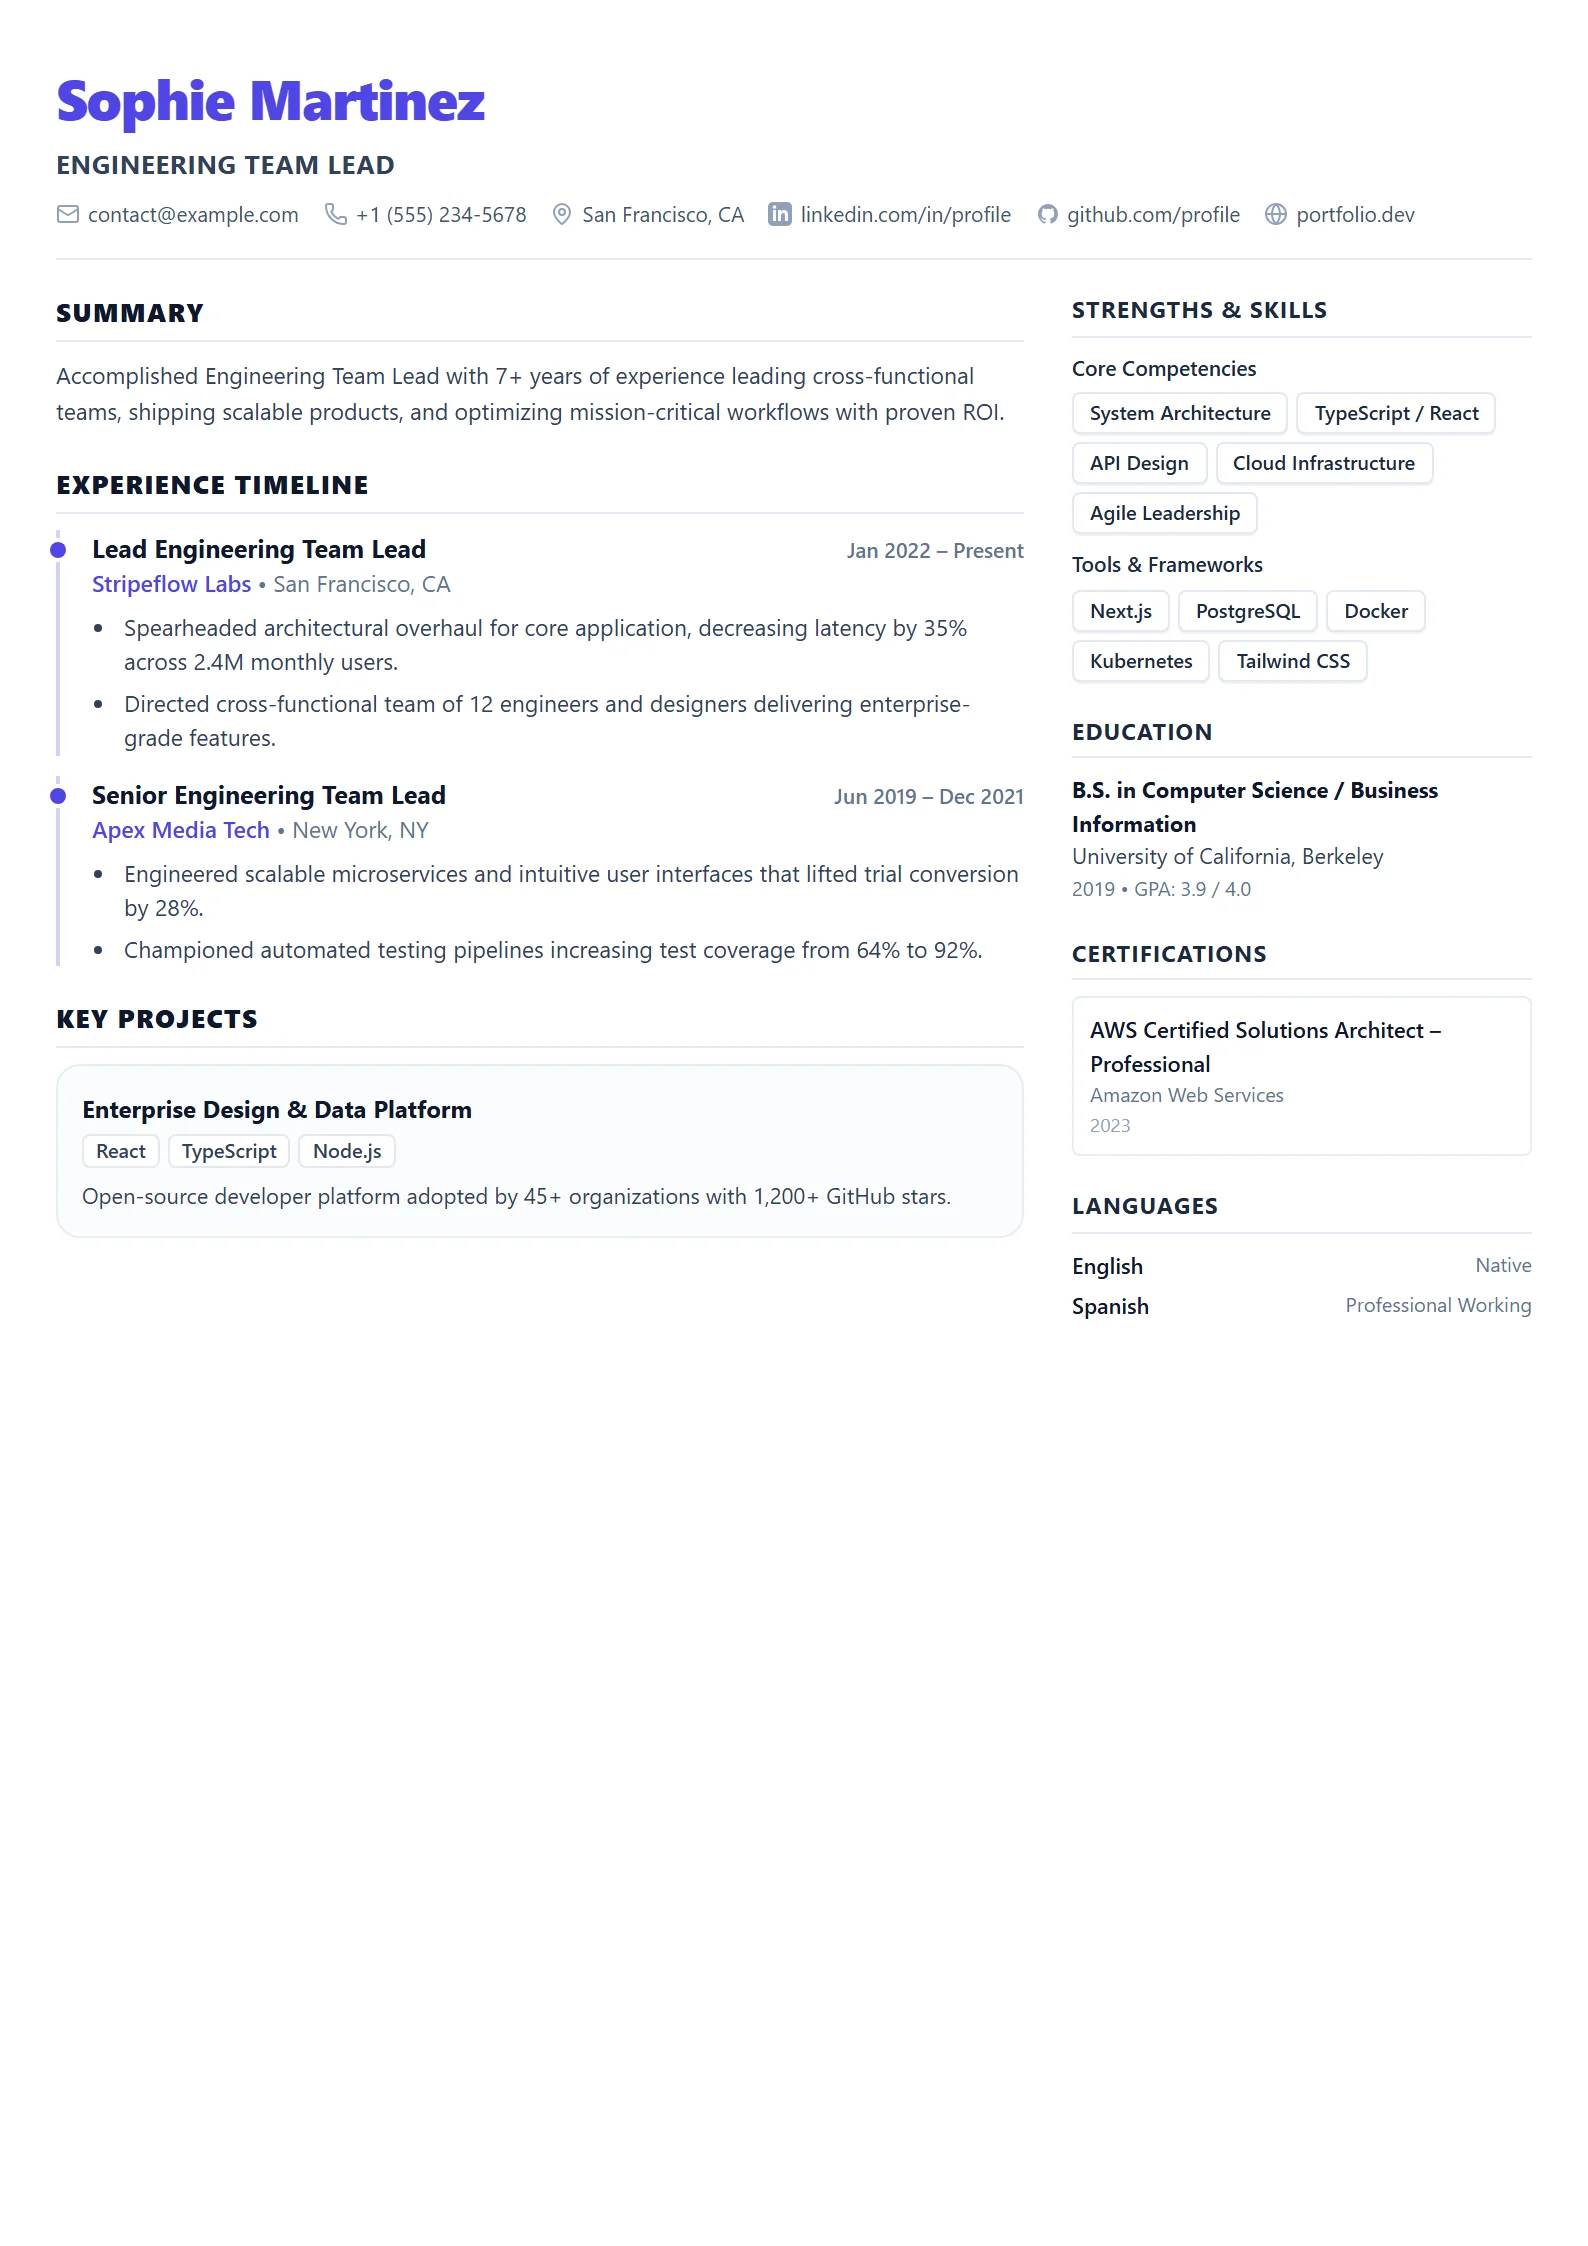 Sophie Martinez
ENGINEERING TEAM LEAD
contact@example.com +1 (555) 234-5678 San Francisco, CA linkedin.com/in/profile github.com/profile portfolio.dev
SUMMARY
Accomplished Engineering Team Lead with 7+ years of experience leading cross-functional
teams, shipping scalable products, and optimizing mission-critical workflows with proven ROI.
EXPERIENCE TIMELINE
Lead Engineering Team Lead Jan 2022 – Present
Stripeflow Labs • San Francisco, CA
• Spearheaded architectural overhaul for core application, decreasing latency by 35%
across 2.4M monthly users.
• Directed cross-functional team of 12 engineers and designers delivering enterprise-
grade features.
Senior Engineering Team Lead Jun 2019 – Dec 2021
Apex Media Tech • New York, NY
• Engineered scalable microservices and intuitive user interfaces that lifted trial conversion
by 28%.
• Championed automated testing pipelines increasing test coverage from 64% to 92%.
KEY PROJECTS
Enterprise Design & Data Platform
React TypeScript Node.js
Open-source developer platform adopted by 45+ organizations with 1,200+ GitHub stars.
STRENGTHS & SKILLS
Core Competencies
System Architecture TypeScript / React
API Design Cloud Infrastructure
Agile Leadership
Tools & Frameworks
Next.js PostgreSQL Docker
Kubernetes Tailwind CSS
EDUCATION
B.S. in Computer Science / Business
Information
University of California, Berkeley
2019 • GPA: 3.9 / 4.0
CERTIFICATIONS
AWS Certified Solutions Architect –
Professional
Amazon Web Services
2023
LANGUAGES
English Native
Spanish Professional Working